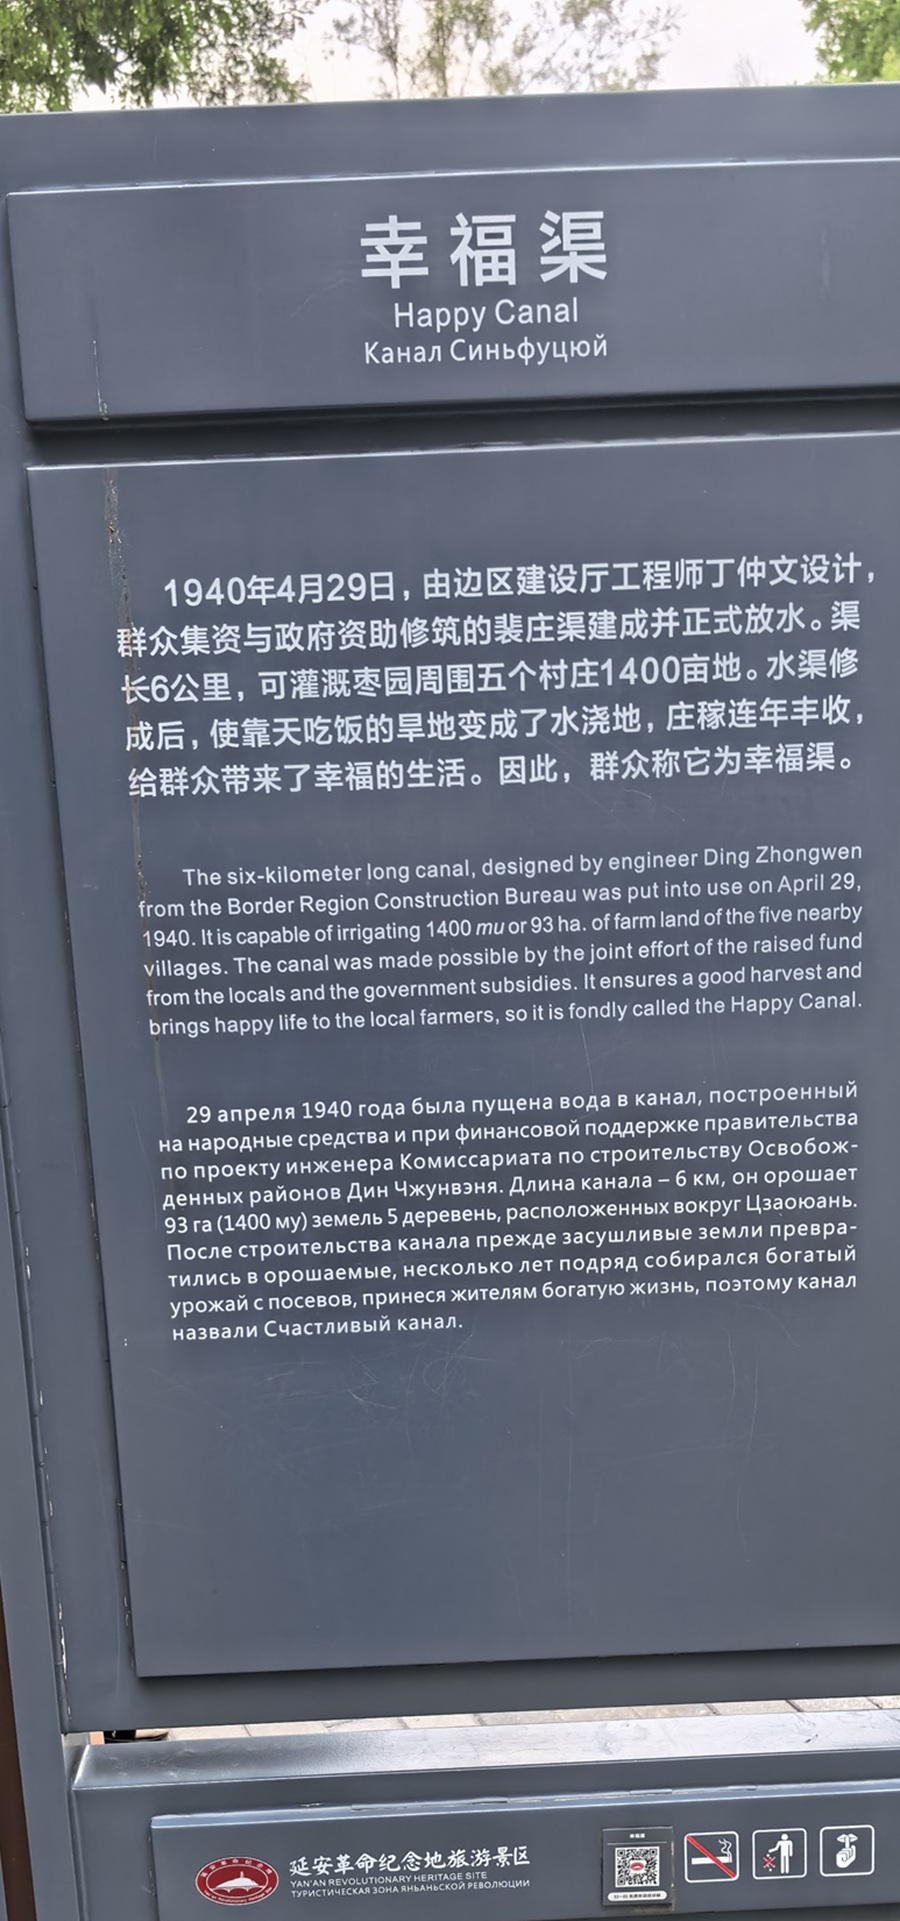 幸福渠
Happy Canal
Канал Синьфуцюй
1940年4月29日，由边区建设厅工程师丁仲文设计，
群众集资与政府资助修筑的裴庄渠建成并正式放水。渠
长6公里，可灌溉枣园周围五个村庄1400亩地。水渠修
成后，使靠天吃饭的旱地变成了水浇地，庄稼连年丰收，
给群众带来了幸福的生活。因此，群众称它为幸福渠。
The six-kilometer long canal, designed by engineer Ding Zhongwen
from the Border Region Construction Bureau was put into use on April 29,
1940. It is capable of irrigating 1400 mu or 93 ha. of farm land of the five nearby
villages. The canal was made possible by the joint effort of the raised fund
from the locals and the government subsidies. It ensures a good harvest and
brings happy life to the local farmers, so it is fondly called the Happy Canal.
29 апреля 1940 года была пущена вода в канал, построенный
на народные средства и при финансовой поддержке правительства
по проекту инженера Комиссариата по строительству Освобож-
денных районов Дин Чжунвэня. Длина канала – 6 км, он орошает
93 га (1400 му) земель 5 деревень, расположенных вокруг Цзаоюань.
После строительства канала прежде засушливые земли превра-
тились в орошаемые, несколько лет подряд собирался богатый
урожай с посевов, принеся жителям богатую жизнь, поэтому канал
назвали Счастливый канал.
延安革命纪念地旅游景区
YAN'AN REVOLUTIONARY HERITAGE SITE
ТУРИСТИЧЕСКАЯ ЗОНА ЯНЬАНЬСКОЙ РЕВОЛЮЦИИ
幸福渠